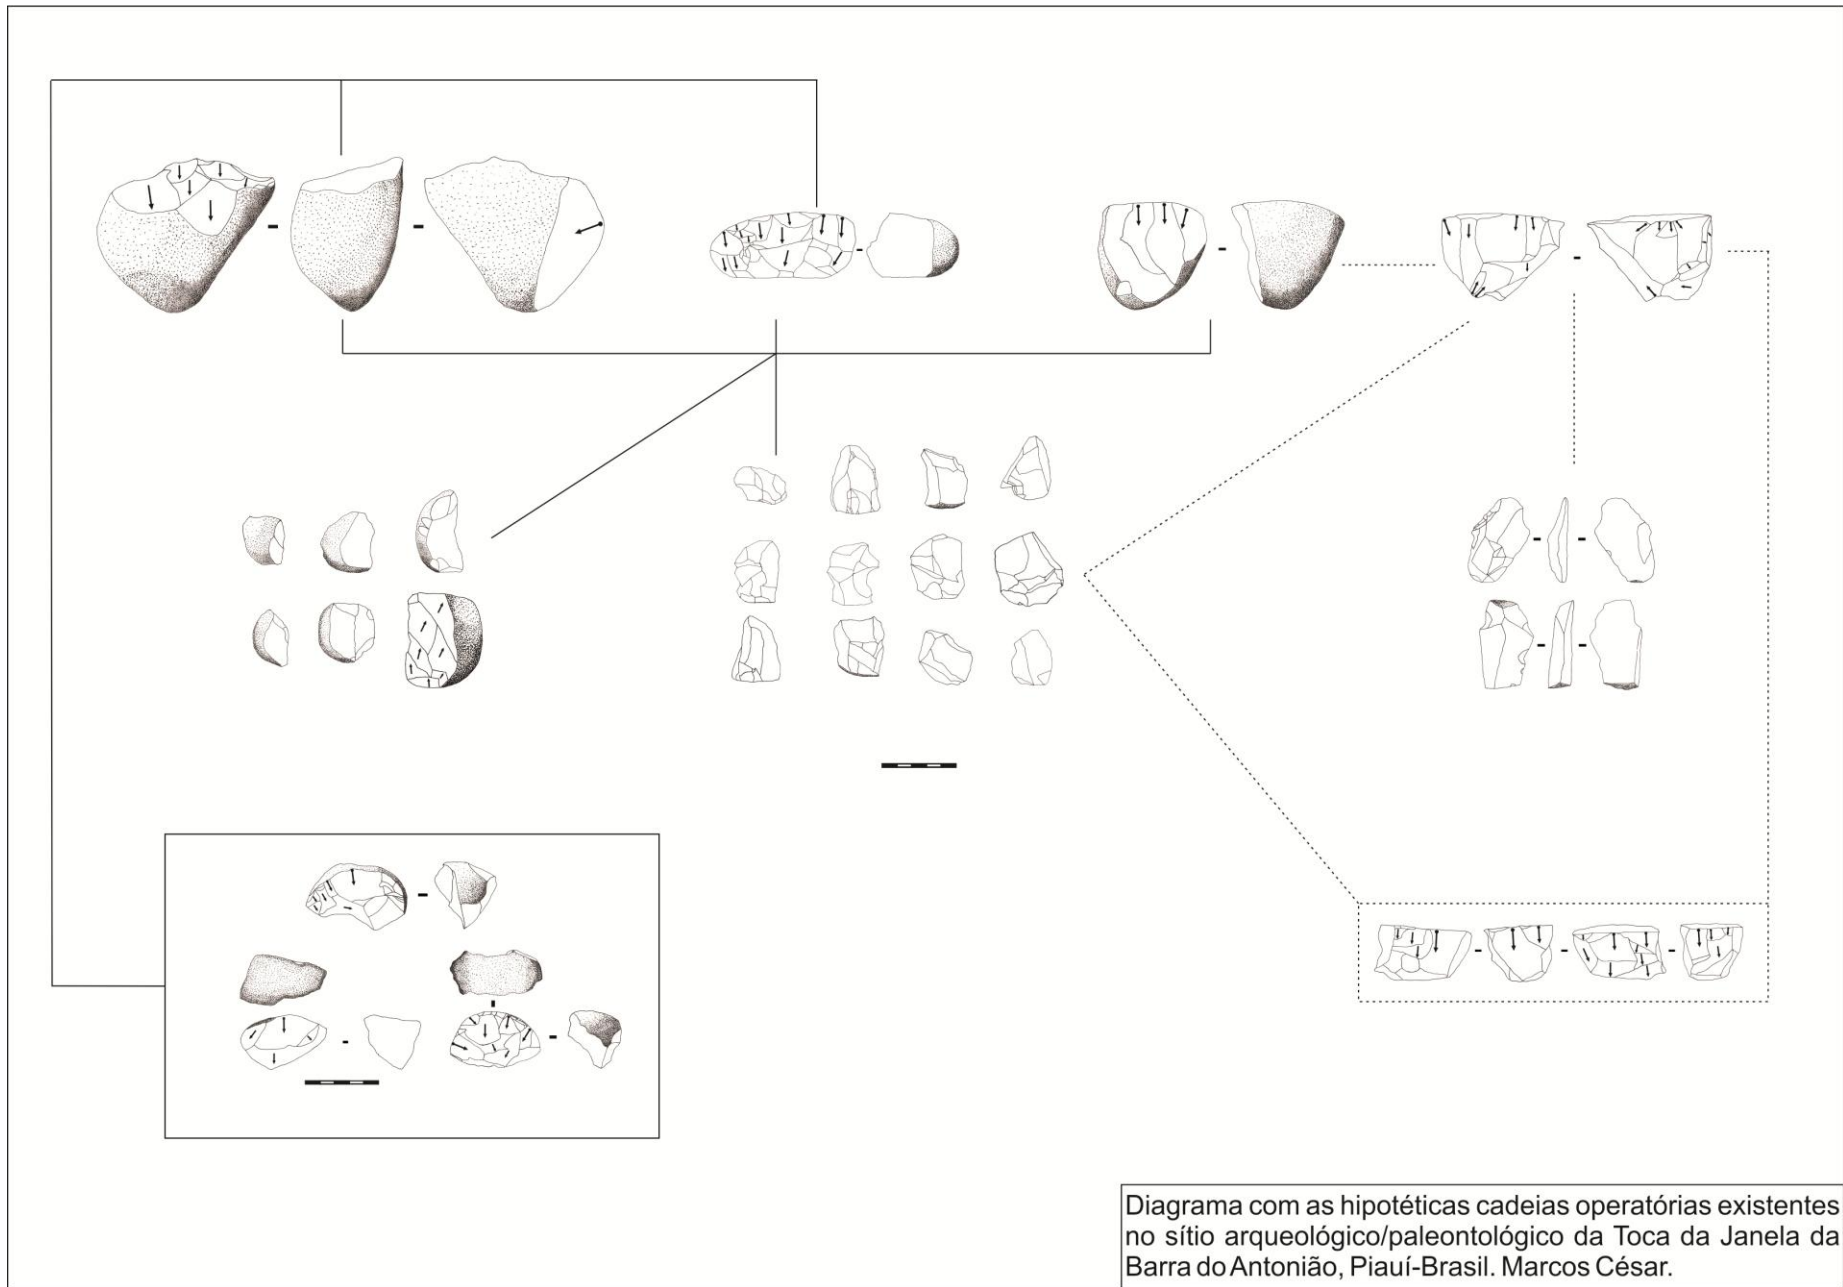 Diagrama com as hipotéticas cadeias operatórias existentes
no sítio arqueológico/paleontológico da Toca da Janela da
Barra do Antonião, Piauí-Brasil. Marcos César.